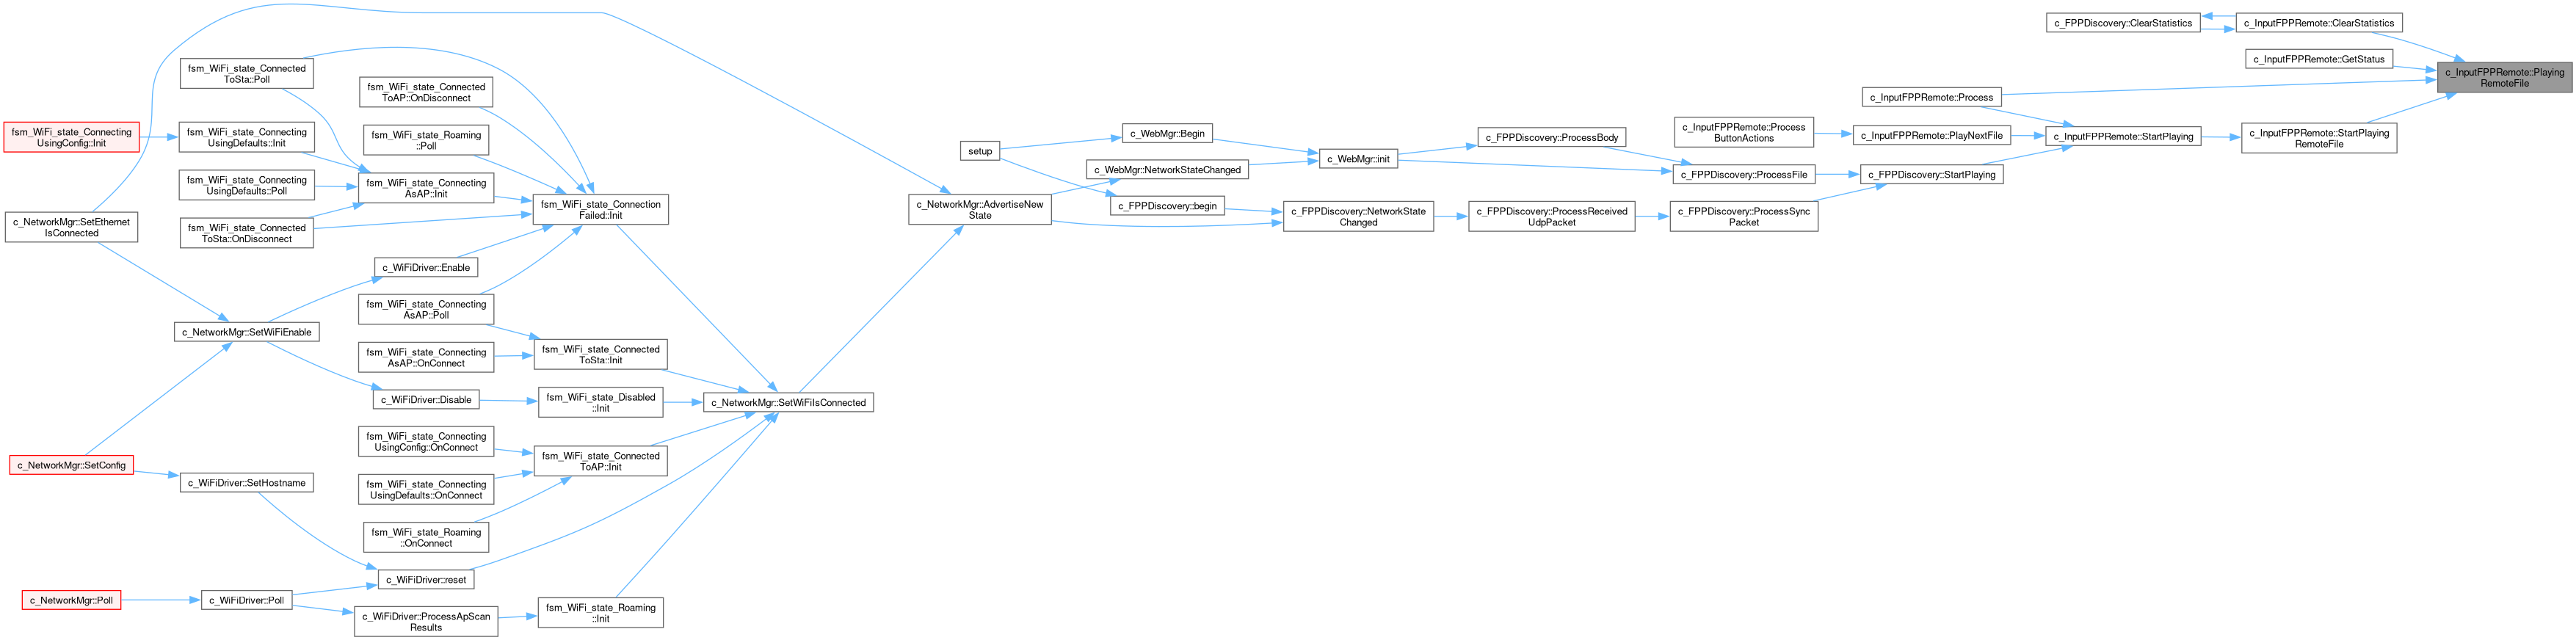 c_FPPDiscovery::ClearStatistics
c_InputFPPRemote::ClearStatistics
c_InputFPPRemote::GetStatus
c_InputFPPRemote::Playing
RemoteFile
c_InputFPPRemote::Process
c_InputFPPRemote::StartPlaying
RemoteFile
c_InputFPPRemote::StartPlaying
c_InputFPPRemote::PlayNextFile
c_InputFPPRemote::Process
ButtonActions
c_FPPDiscovery::StartPlaying
c_FPPDiscovery::ProcessFile
c_FPPDiscovery::ProcessBody
c_WebMgr::init
c_WebMgr::Begin
setup
c_WebMgr::NetworkStateChanged
c_FPPDiscovery::begin
c_FPPDiscovery::NetworkState
Changed
c_FPPDiscovery::ProcessReceived
UdpPacket
c_FPPDiscovery::ProcessSync
Packet
c_NetworkMgr::AdvertiseNew
State
fsm_WiFi_state_Connected
ToSta::Poll
fsm_WiFi_state_Connected
ToAP::OnDisconnect
fsm_WiFi_state_Connecting
UsingConfig::Init
fsm_WiFi_state_Connecting
UsingDefaults::Init
fsm_WiFi_state_Roaming
::Poll
fsm_WiFi_state_Connecting
UsingDefaults::Poll
fsm_WiFi_state_Connecting
AsAP::Init
fsm_WiFi_state_Connection
Failed::Init
c_NetworkMgr::SetEthernet
IsConnected
fsm_WiFi_state_Connected
ToSta::OnDisconnect
c_WiFiDriver::Enable
fsm_WiFi_state_Connecting
AsAP::Poll
c_NetworkMgr::SetWiFiEnable
fsm_WiFi_state_Connecting
AsAP::OnConnect
fsm_WiFi_state_Connected
ToSta::Init
c_WiFiDriver::Disable
fsm_WiFi_state_Disabled
::Init
c_NetworkMgr::SetWiFiIsConnected
fsm_WiFi_state_Connecting
UsingConfig::OnConnect
c_NetworkMgr::SetConfig
c_WiFiDriver::SetHostname
fsm_WiFi_state_Connecting
UsingDefaults::OnConnect
fsm_WiFi_state_Connected
ToAP::Init
fsm_WiFi_state_Roaming
::OnConnect
c_WiFiDriver::reset
c_NetworkMgr::Poll
c_WiFiDriver::Poll
c_WiFiDriver::ProcessApScan
Results
fsm_WiFi_state_Roaming
::Init